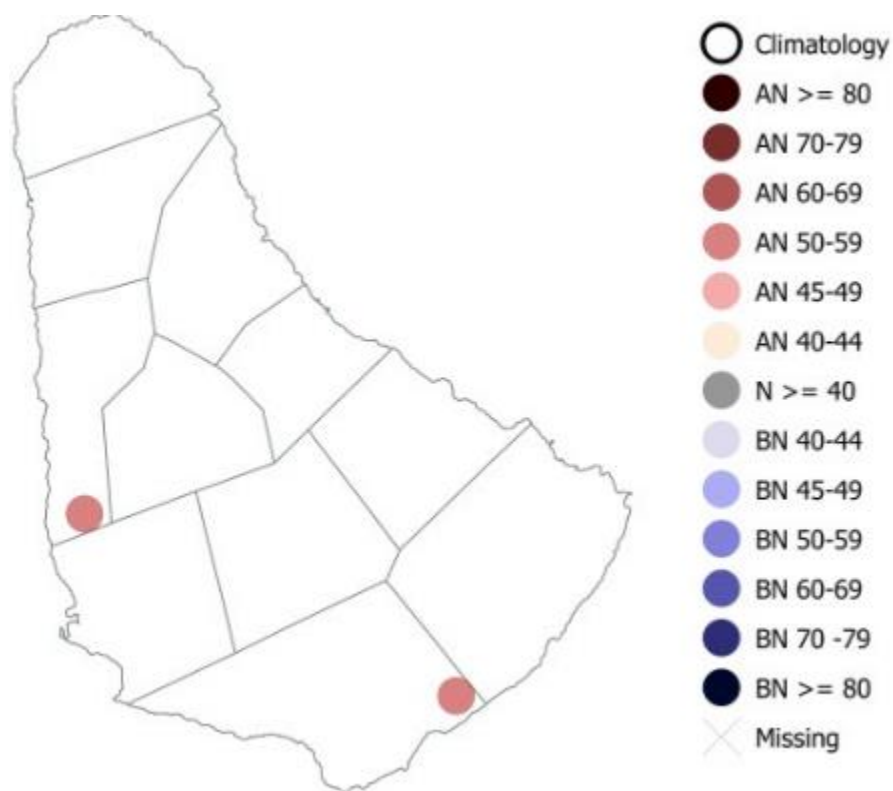 Climatology
AN >= 80
AN 70-79
AN 60-69
AN 50-59
AN 45-49
AN 40-44
N >= 40
BN 40-44
BN 45-49
BN 50-59
BN 60-69
BN 70 -79
BN >= 80
Missing